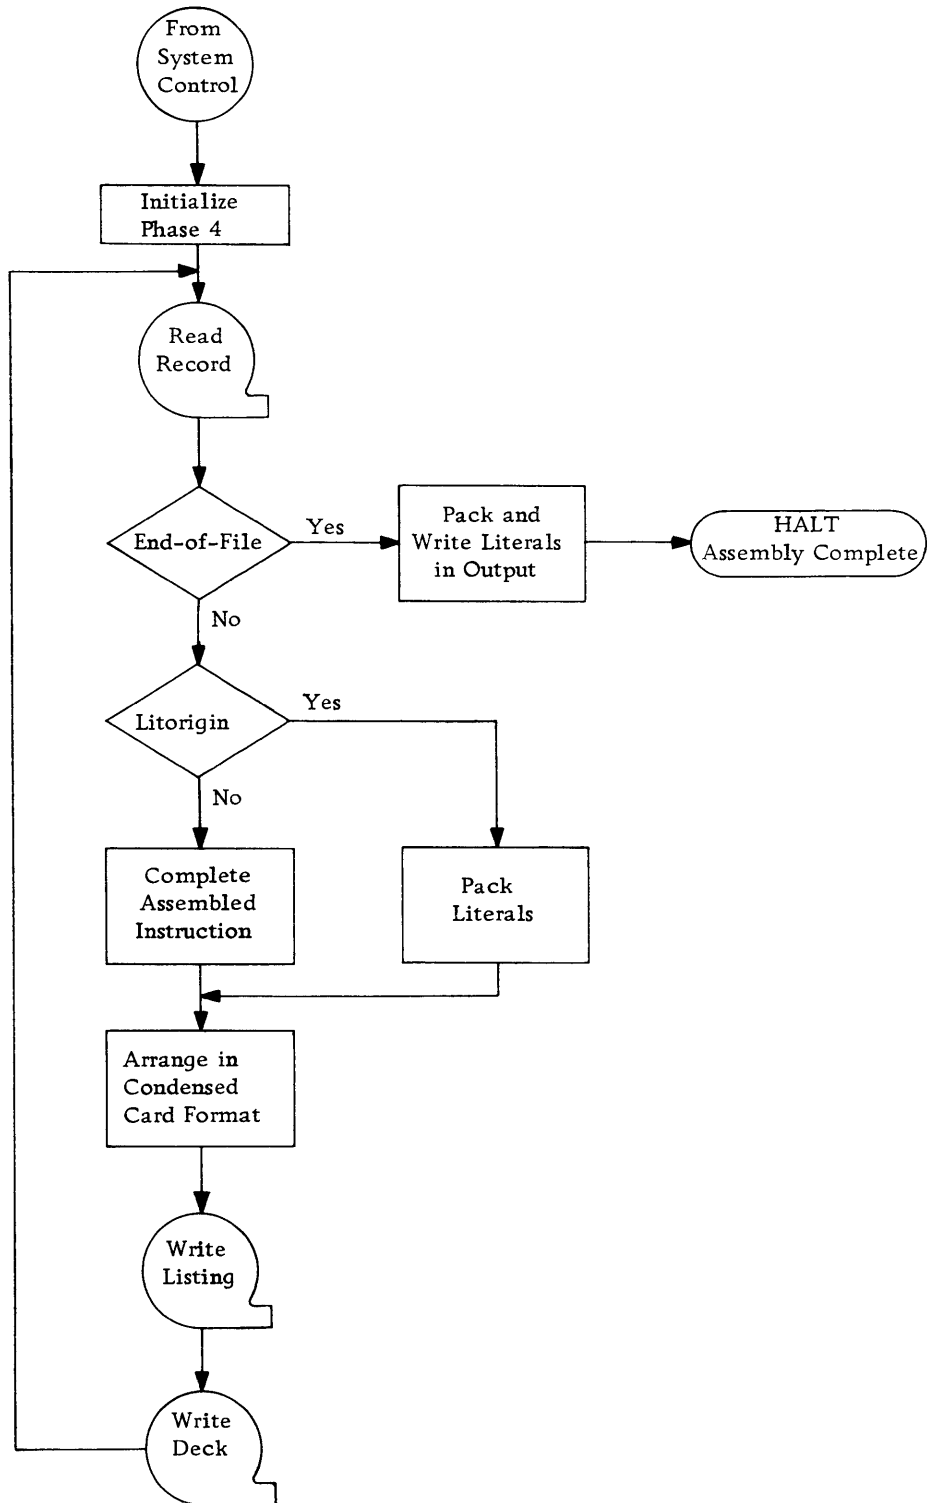 From
System
Control
Initialize
Phase 4
Read
Record
End-of-File
Yes
Pack and
Write Literals
in Output
HALT
Assembly Complete
No
Litorigin
Yes
No
Complete
Assembled
Instruction
Pack
Literals
Arrange in
Condensed
Card Format
Write
Listing
Write
Deck